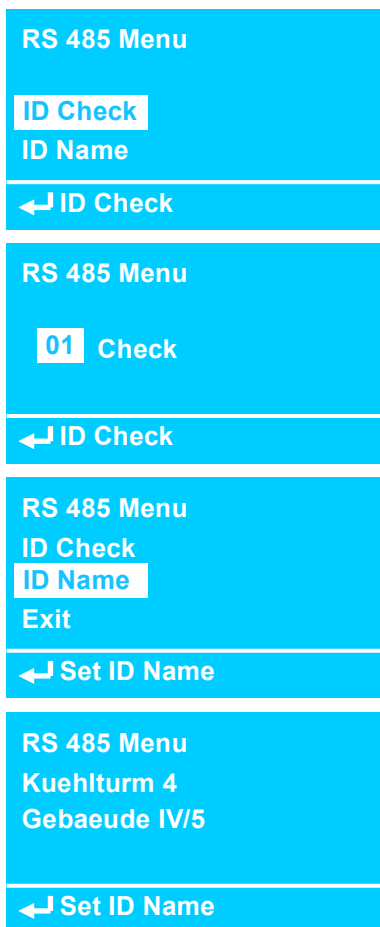 RS 485 Menu
ID Check
ID Name
ID Check
RS 485 Menu
01 Check
ID Check
RS 485 Menu
ID Check
ID Name
Exit
Set ID Name
RS 485 Menu
Kuehlturm 4
Gebaeude IV/5
Set ID Name